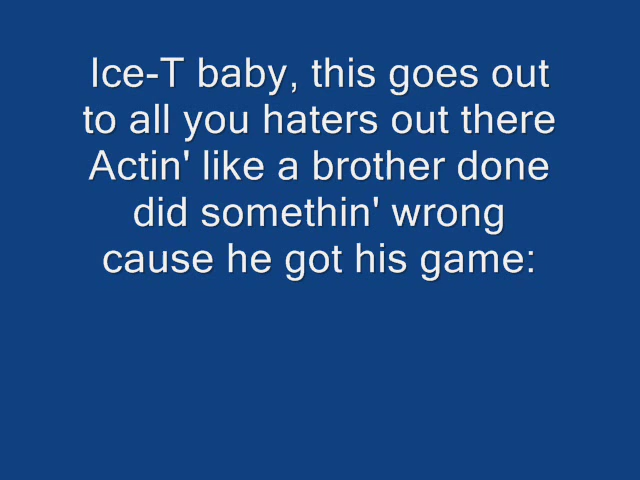 Ice-T baby, this goes out
to all you haters out there
Actin' like a brother done
did somethin' wrong
cause he got his game: